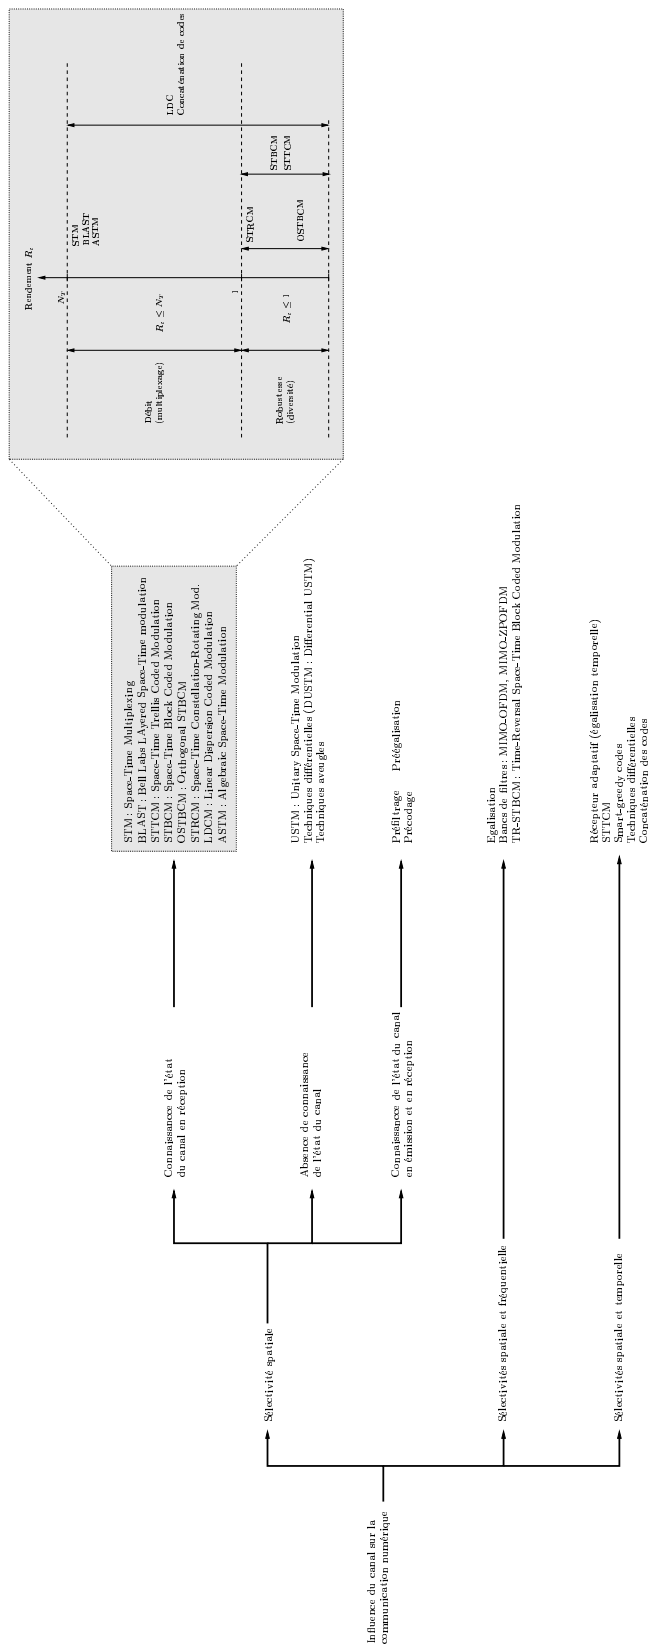 Influence du canal sur la
communication numérique
Sélectivité spatiale
Sélectivités spatiale et fréquentielle
Sélectivités spatiale et temporelle
Connaissancce de l'état
du canal en réception
Absence de connaissance
de l'état du canal
Connaissancce de l'état du canal
en émission et en réception
STM : Space-Time Multiplexing
BLAST : Bell Labs LAyered Space-Time modulation
STTCM : Space-Time Trellis Coded Modulation
STBCM : Space-Time Block Coded Modulation
OSTBCM : Orthogonal STBCM
STRCM : Space-Time Constellation-Rotating Mod.
LDCM : Linear Dispersion Coded Modulation
ASTM : Algebraic Space-Time Modulation
USTM : Unitary Space-Time Modulation
Techniques différentielles (DUSTM : Differential USTM)
Techniques aveugles
Préfiltrage Préégalisation
Précodage
Egalisation
Bancs de filtres: MIMO-OFDM, MIMO-ZPOFDM
TR-STBCM : Time-Reversal Space-Time Block Coded Modulation
Récepteur adaptatif (égalisation temporelle)
STTCM
Smart-greedy codes
Techniques différentielles
Concaténation des codes
Rendement R_t
N_T
STM
BLAST
ASTM
LDC
Concaténation de codes
Débit
(multiplexage)
R_t ≤ N_T
1
STRCM
OSTBCM
STBCM
STTCM
Robustesse
(diversité)
R_t ≤ 1